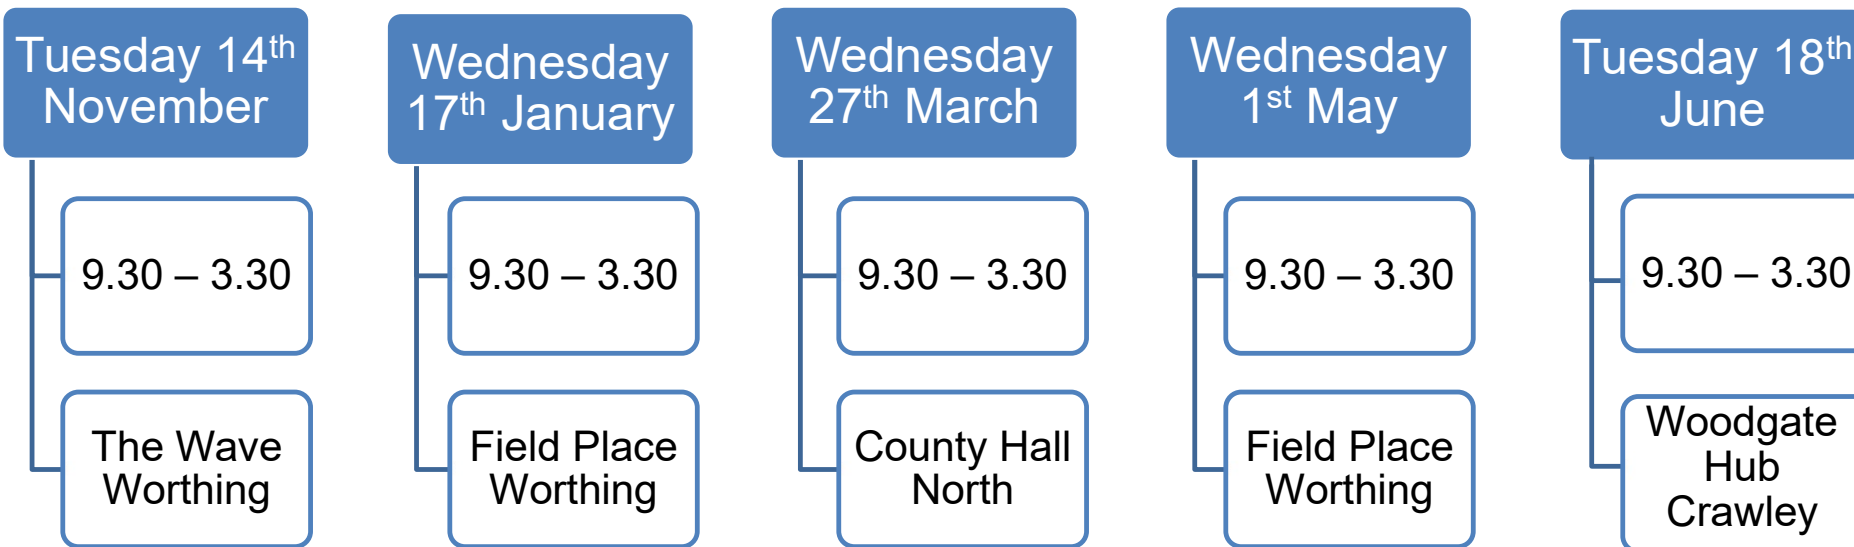 Tuesday 14th
November
9.30 – 3.30
The Wave
Worthing
Wednesday
17th January
9.30 – 3.30
Field Place
Worthing
Wednesday
27th March
9.30 – 3.30
County Hall
North
Wednesday
1st May
9.30 – 3.30
Field Place
Worthing
Tuesday 18th
June
9.30 – 3.30
Woodgate
Hub
Crawley